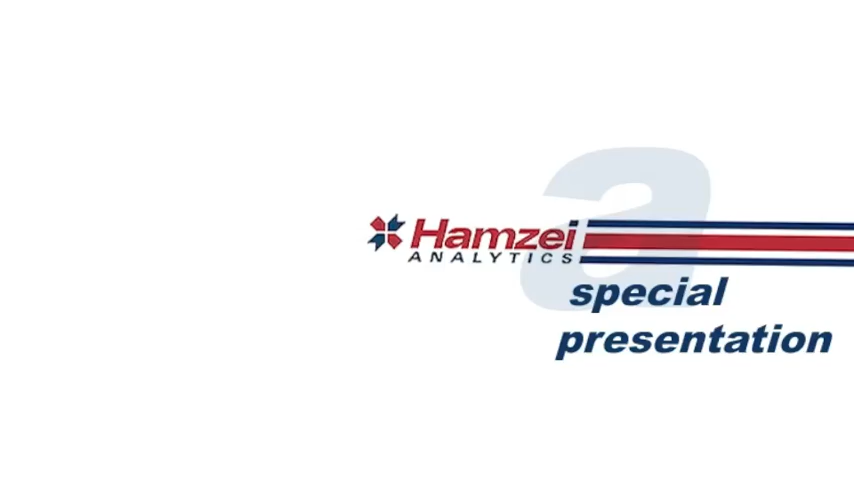 a
Hamzei
ANALYTICS
special
presentation